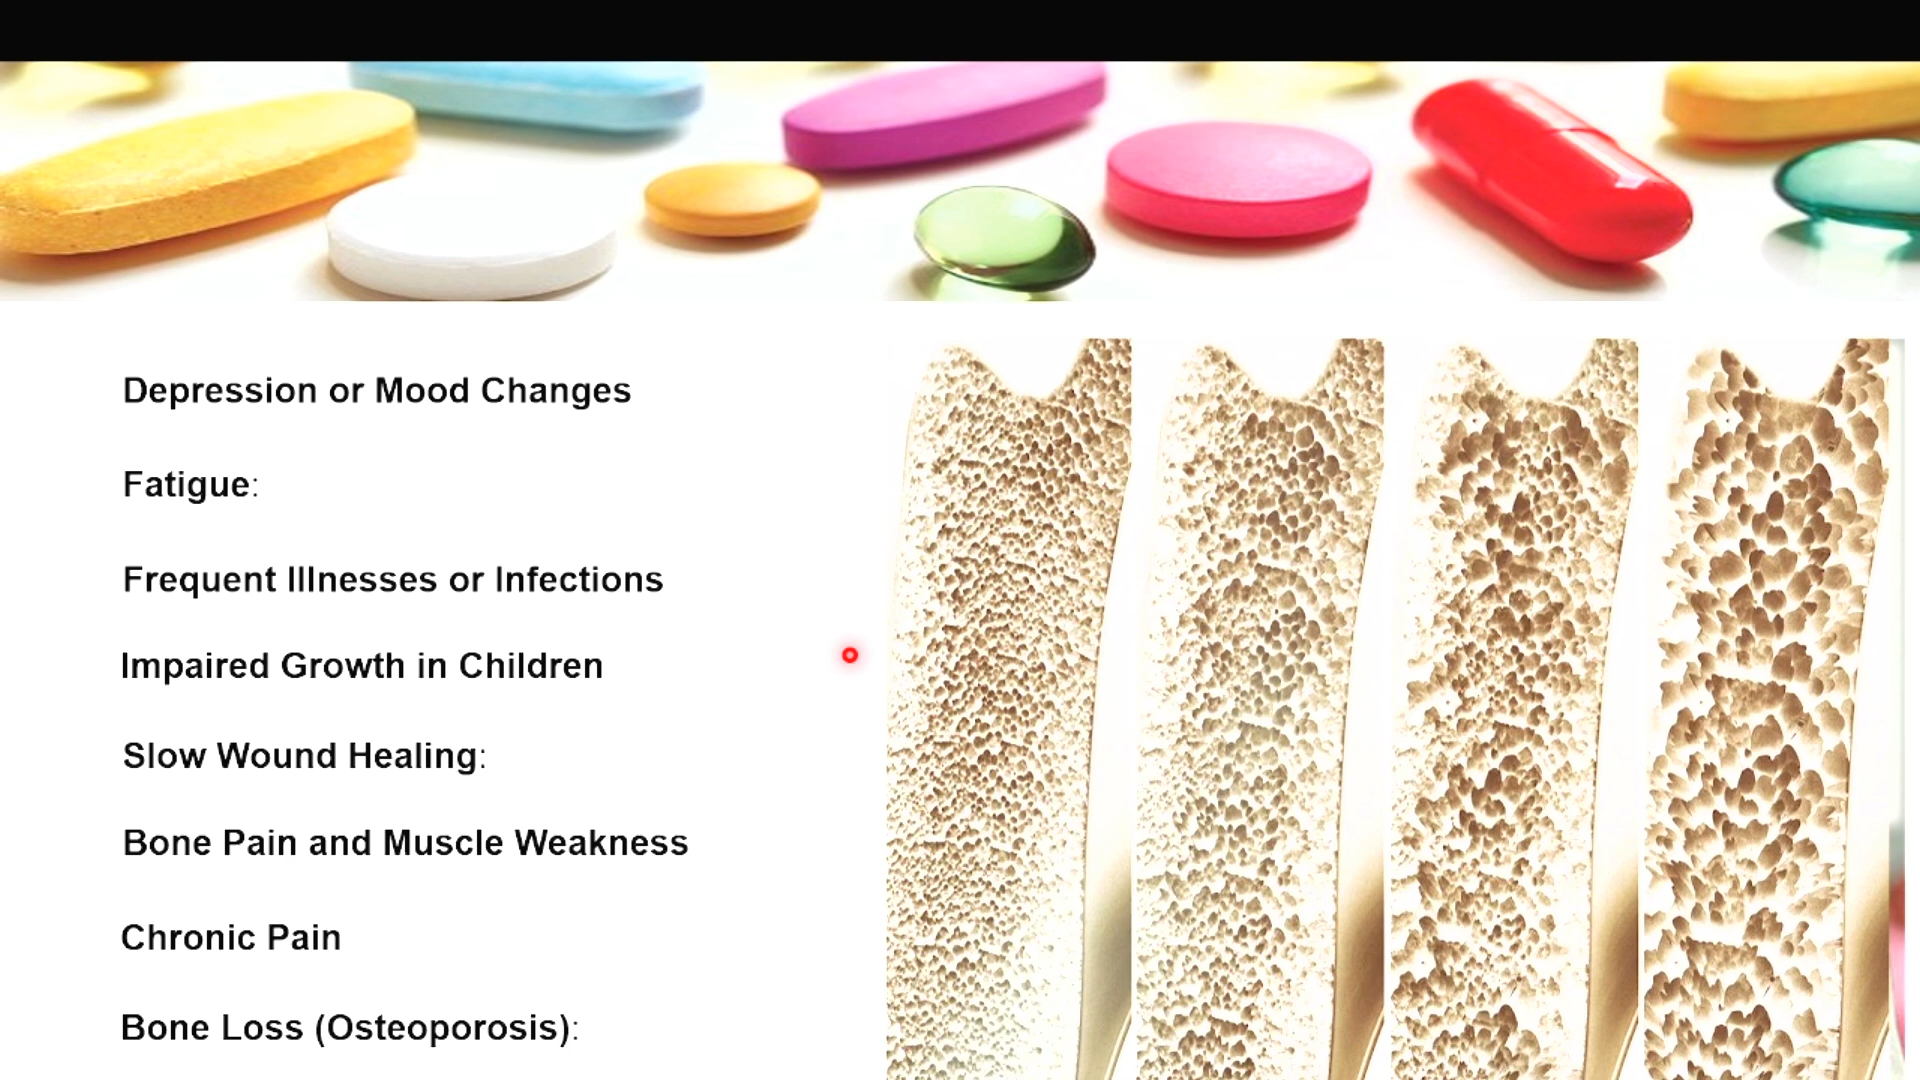 Depression or Mood Changes
Fatigue:
Frequent Illnesses or Infections
Impaired Growth in Children
Slow Wound Healing:
Bone Pain and Muscle Weakness
Chronic Pain
Bone Loss (Osteoporosis):